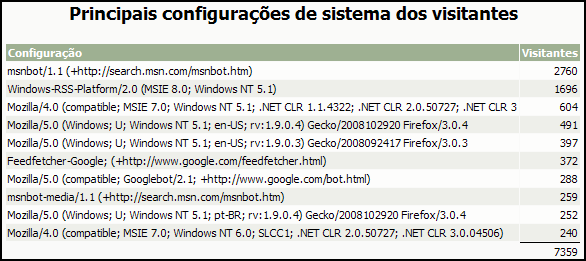 Principais configurações de sistema dos visitantes
Configuração Visitantes
msnbot/1.1 (+http://search.msn.com/msnbot.htm) 2760
Windows-RSS-Platform/2.0 (MSIE 8.0; Windows NT 5.1) 1696
Mozilla/4.0 (compatible; MSIE 7.0; Windows NT 5.1; .NET CLR 1.1.4322; .NET CLR 2.0.50727; .NET CLR 3 604
Mozilla/5.0 (Windows; U; Windows NT 5.1; en-US; rv:1.9.0.4) Gecko/2008102920 Firefox/3.0.4 491
Mozilla/5.0 (Windows; U; Windows NT 5.1; en-US; rv:1.9.0.3) Gecko/2008092417 Firefox/3.0.3 397
Feedfetcher-Google; (+http://www.google.com/feedfetcher.html) 372
Mozilla/5.0 (compatible; Googlebot/2.1; +http://www.google.com/bot.html) 288
msnbot-media/1.1 (+http://search.msn.com/msnbot.htm) 259
Mozilla/5.0 (Windows; U; Windows NT 5.1; pt-BR; rv:1.9.0.4) Gecko/2008102920 Firefox/3.0.4 252
Mozilla/4.0 (compatible; MSIE 7.0; Windows NT 6.0; SLCC1; .NET CLR 2.0.50727; .NET CLR 3.0.04506) 240
7359